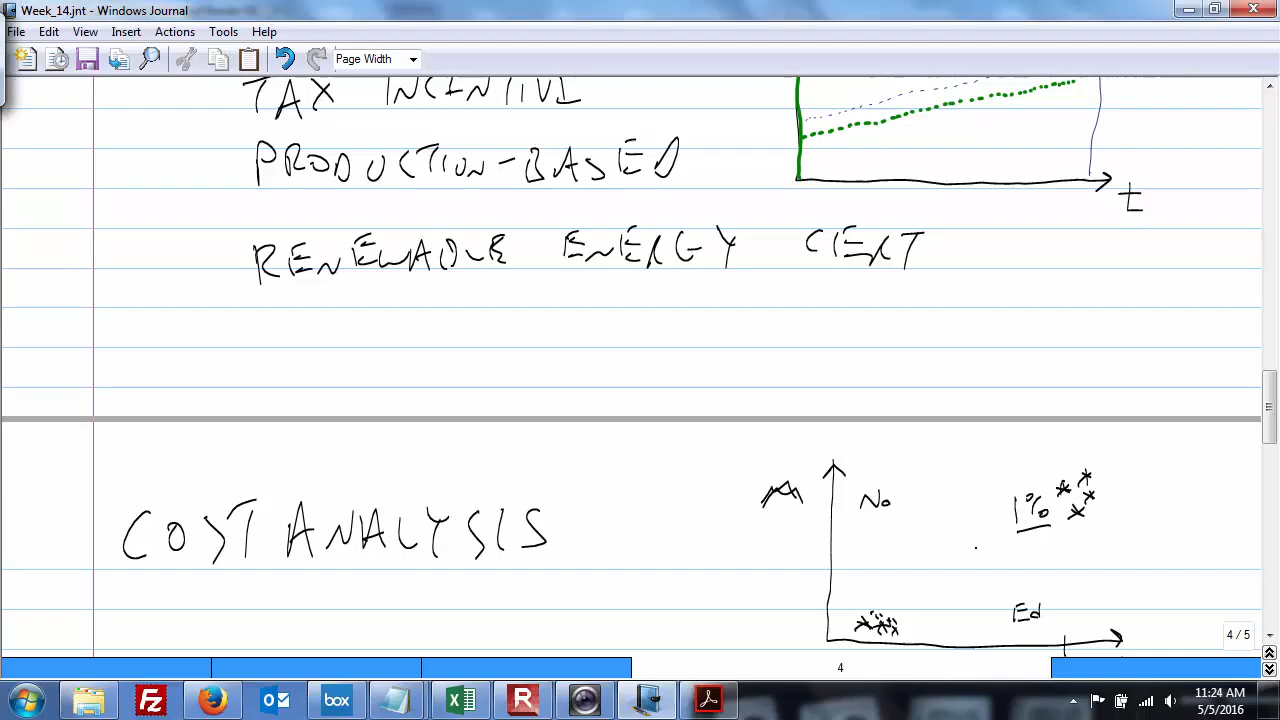 Week_14.jnt - Windows Journal
File Edit View Insert Actions Tools Help
Page Width
TAX INCENTIVE
PRODUCTION-BASED
t
RENEWABLE ENERGY CERT
COST ANALYSIS
No
1%
Ed
4 / 5
4
box
R
11:24 AM
5/5/2016